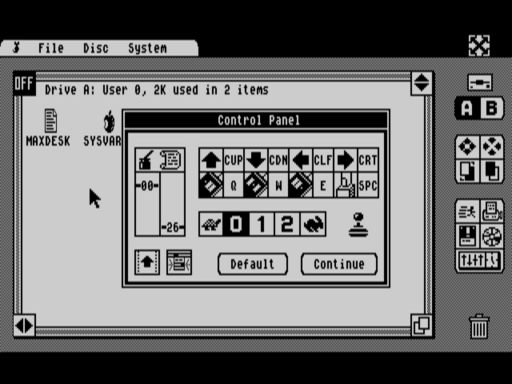 File Disc System
OFF
Drive A: User 0, 2K used in 2 items
A B
MAXDESK SYSVAR
Control Panel
CUP CDN CLF CRT
00 Q W E SPC
26
0 1 2
Default Continue